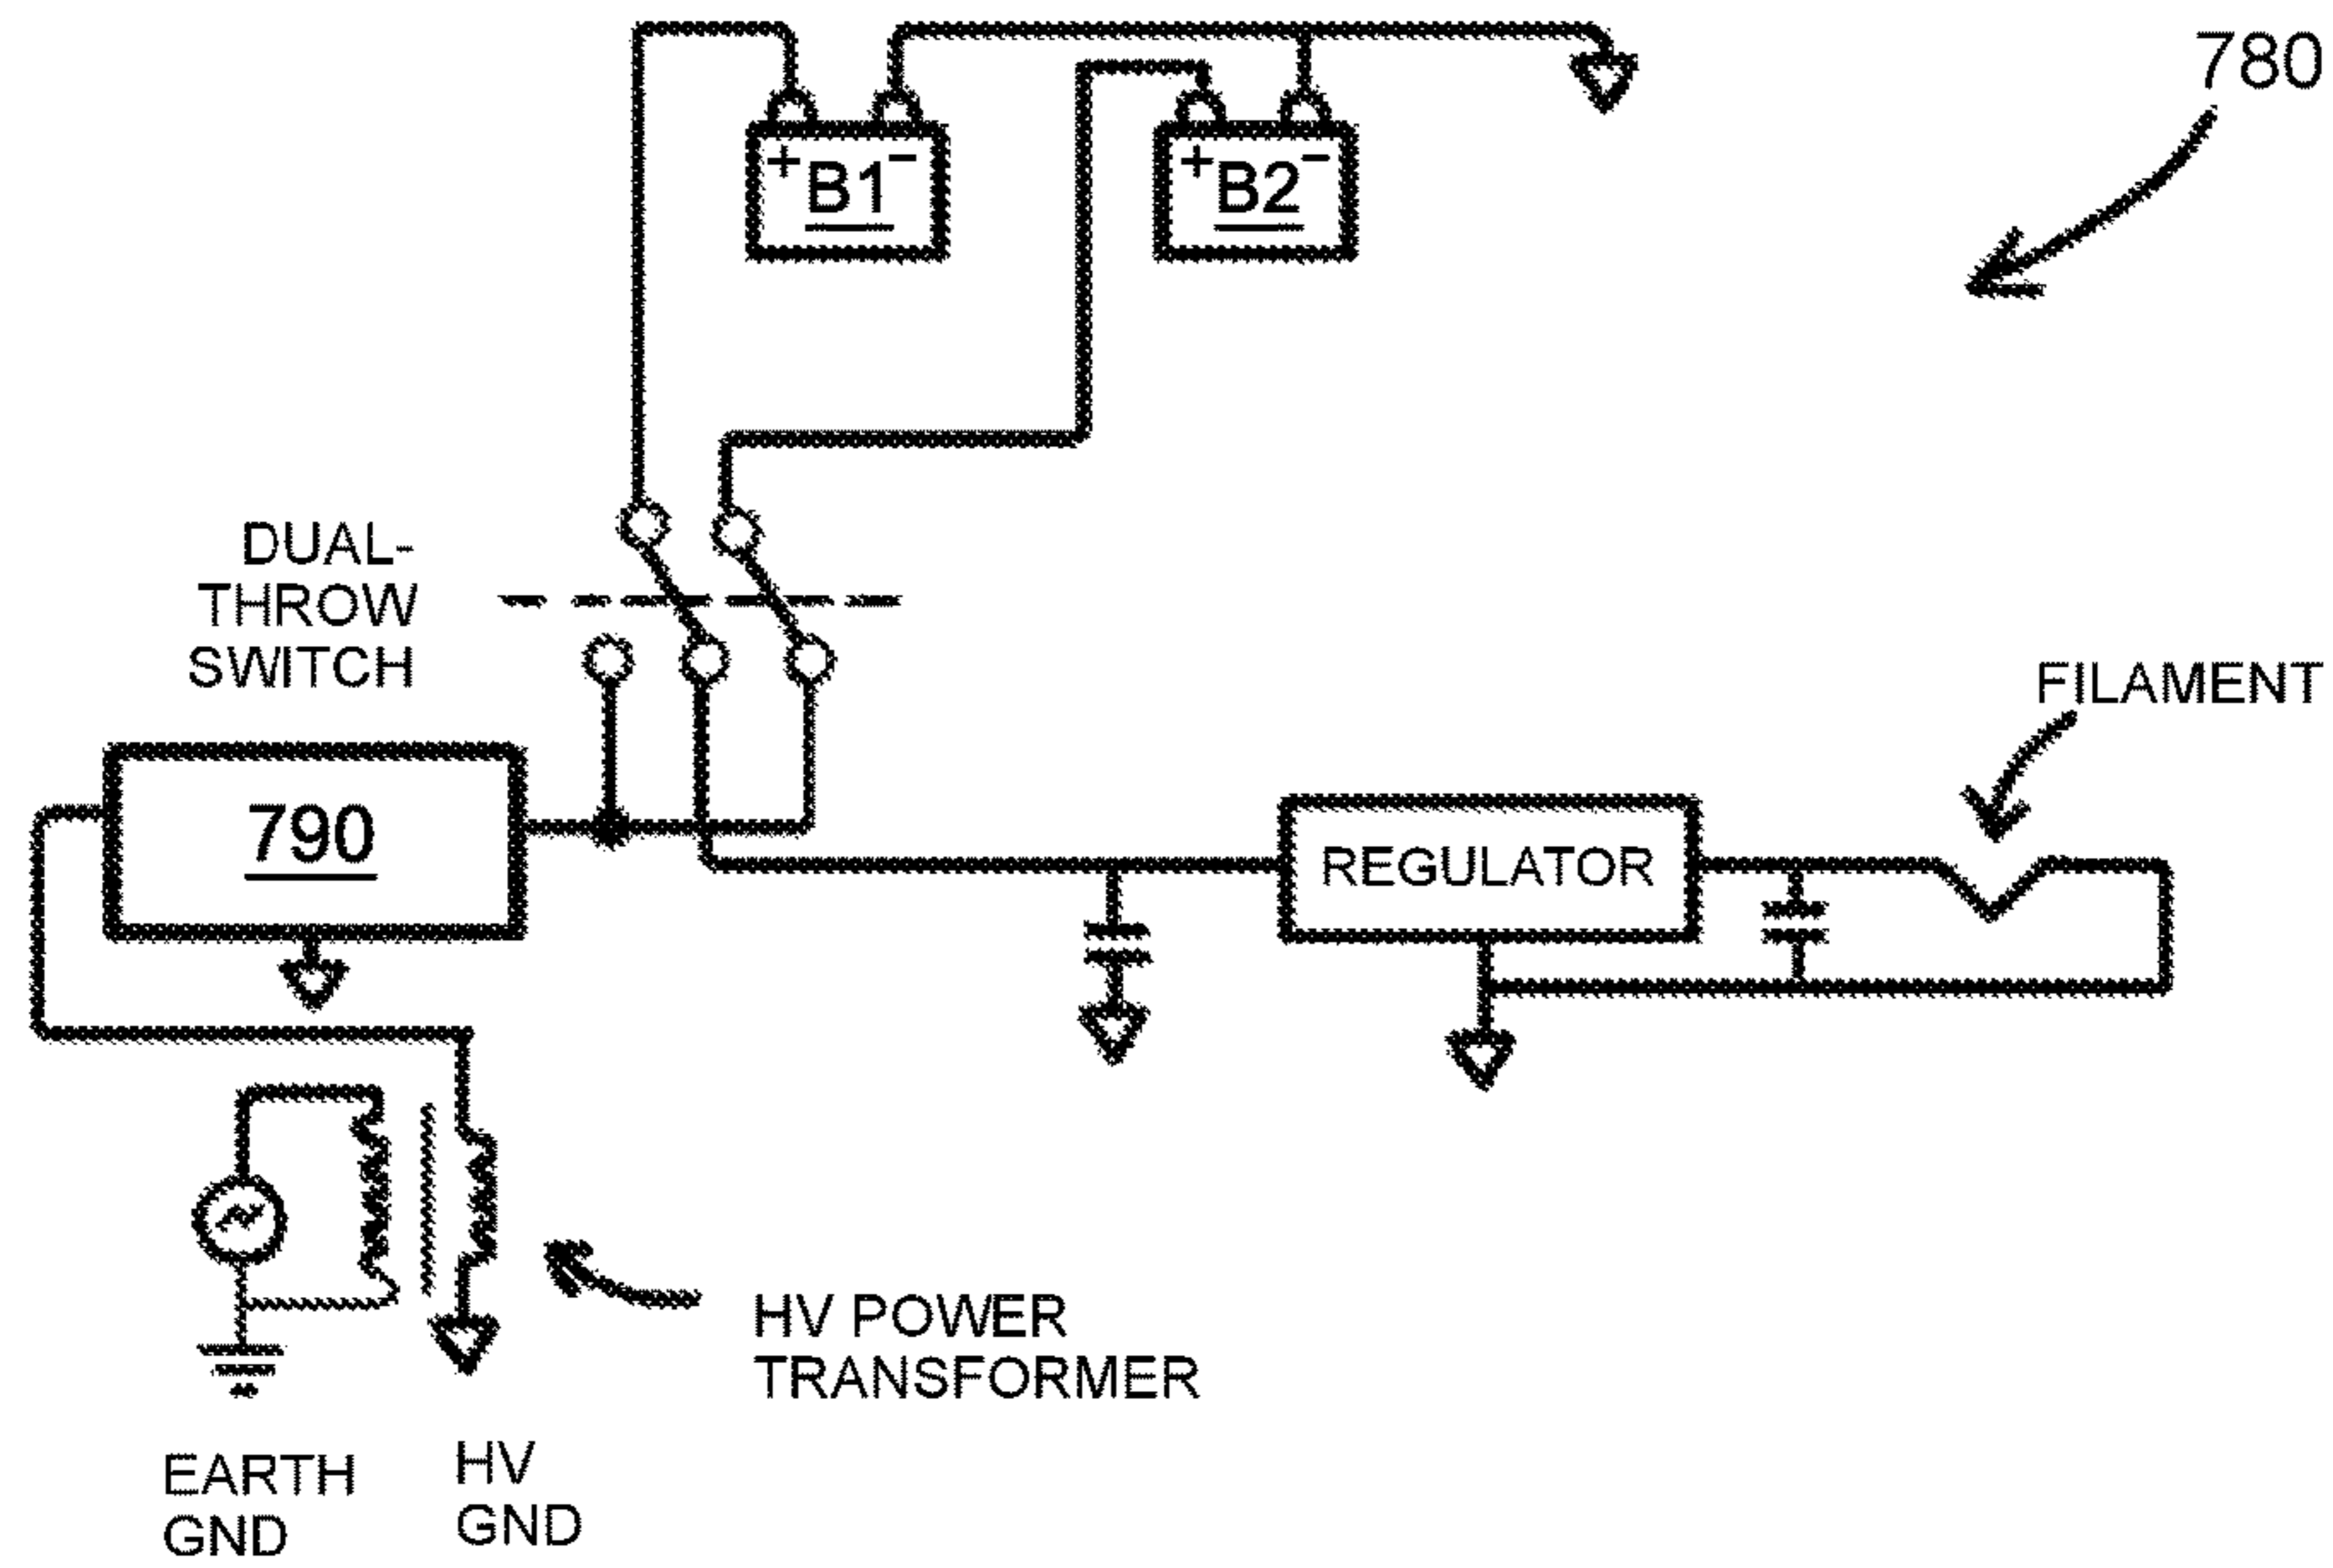 780
+ B1 -
+ B2 -
DUAL-
THROW
SWITCH
FILAMENT
790
REGULATOR
HV POWER
TRANSFORMER
EARTH
GND
HV
GND